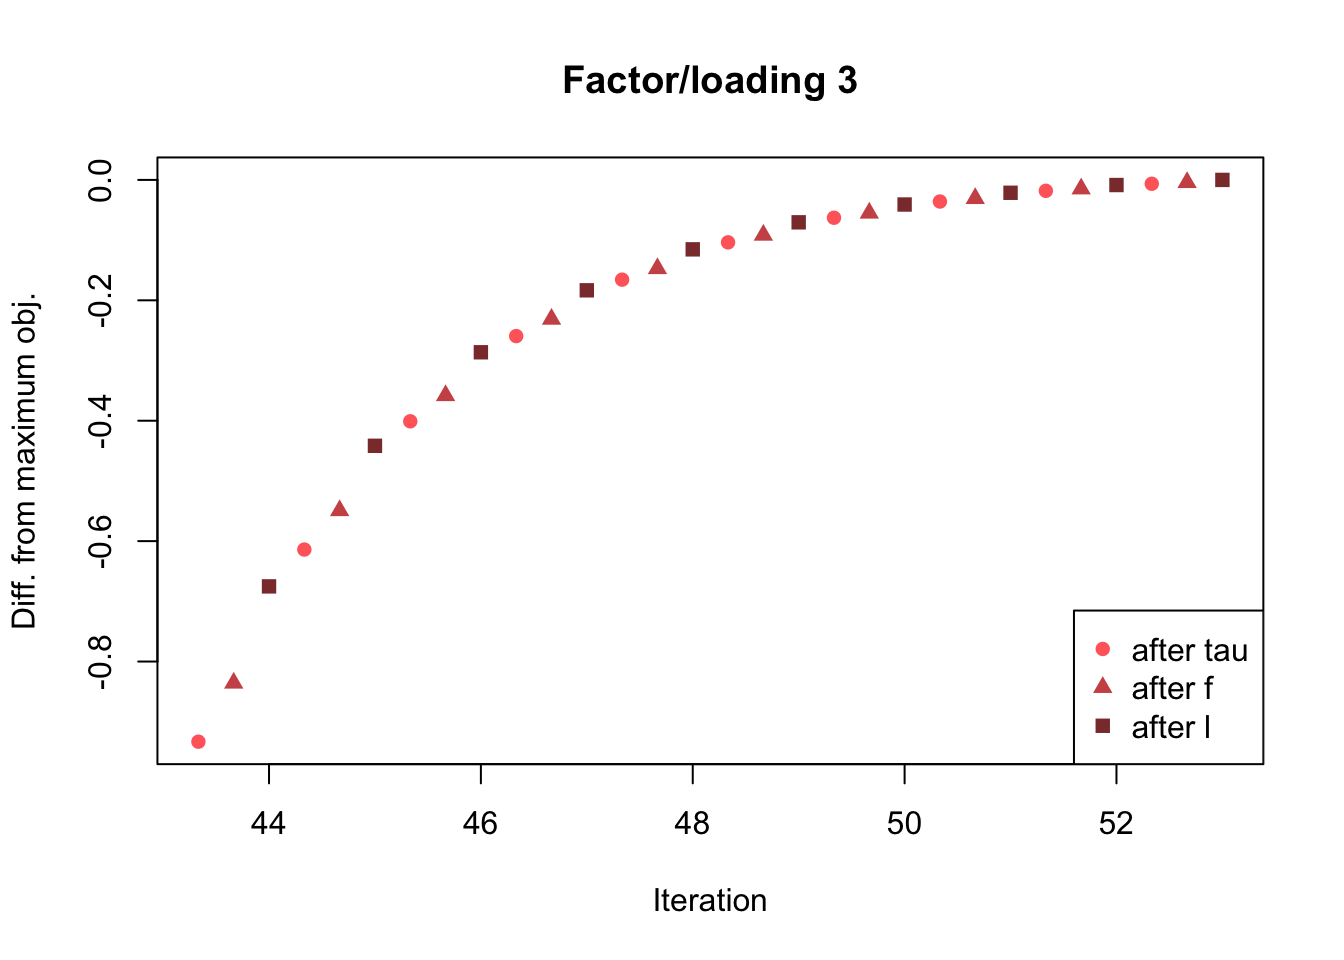 Factor/loading 3
Diff. from maximum obj.
0.0
-0.2
-0.4
-0.6
-0.8
44 46 48 50 52
Iteration
after tau
after f
after l